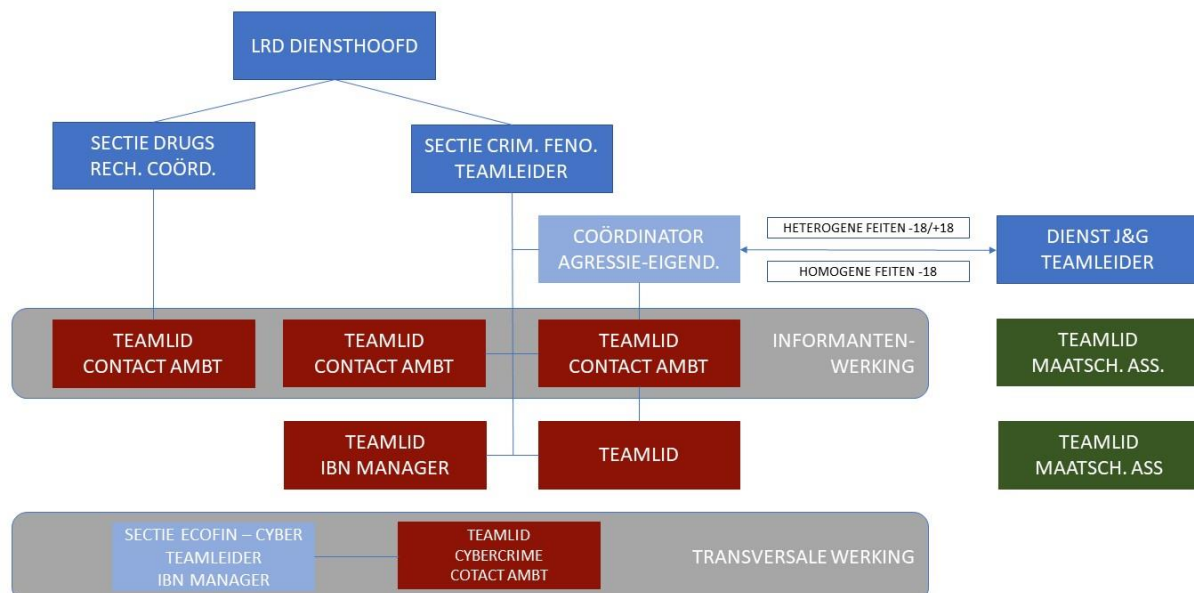 LRD DIENSTHOOFD
SECTIE DRUGS
RECH. COÖRD.
SECTIE CRIM. FENO.
TEAMLEIDER
COÖRDINATOR
AGRESSIE-EIGEND.
HETEROGENE FEITEN -18/+18
HOMOGENE FEITEN -18
DIENST J&G
TEAMLEIDER
TEAMLID
CONTACT AMBT
TEAMLID
CONTACT AMBT
TEAMLID
CONTACT AMBT
INFORMANTEN-
WERKING
TEAMLID
MAATSCH. ASS.
TEAMLID
IBN MANAGER
TEAMLID
TEAMLID
MAATSCH. ASS
SECTIE ECOFIN – CYBER
TEAMLEIDER
IBN MANAGER
TEAMLID
CYBERCRIME
COTACT AMBT
TRANSVERSALE WERKING